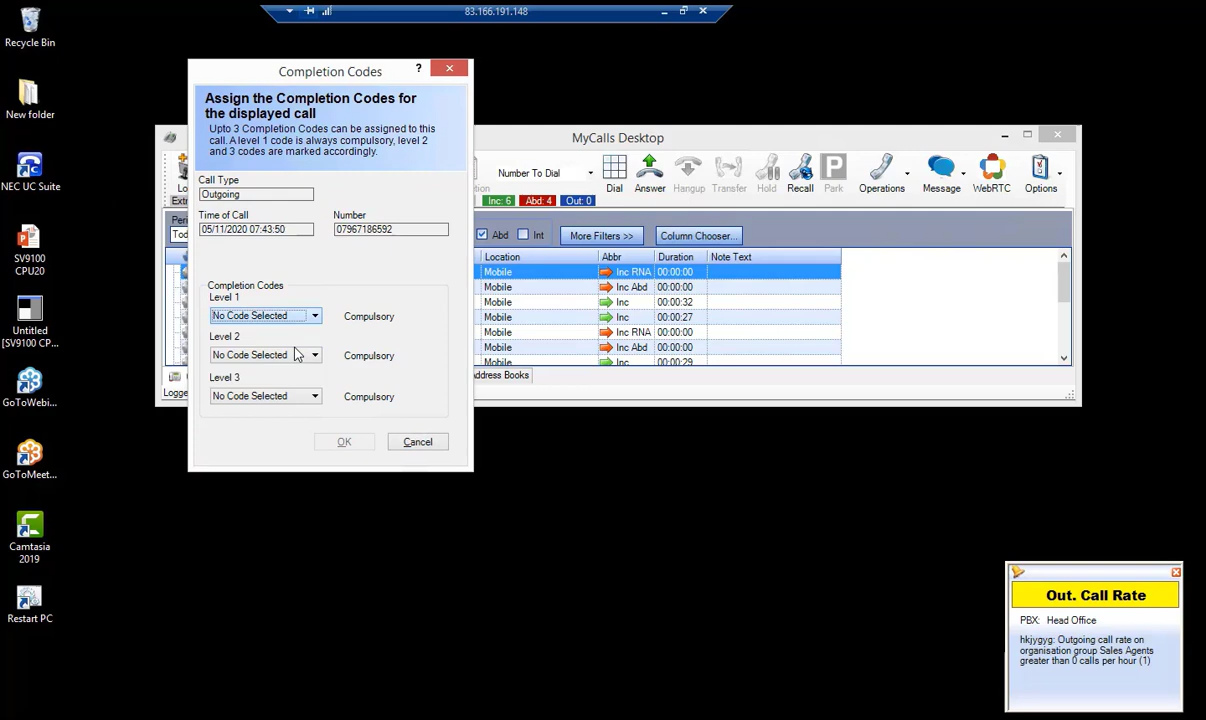 83.166.191.148
Recycle Bin
New folder
NEC UC Suite
SV9100
CPU20
Untitled
[SV9100 CP...
GoToWebi...
GoToMeet...
Camtasia
2019
Restart PC
Completion Codes
?
Assign the Completion Codes for
the displayed call
Upto 3 Completion Codes can be assigned to this
call. A level 1 code is always compulsory, level 2
and 3 codes are marked accordingly.
Call Type
Outgoing
Time of Call
Number
05/11/2020 07:43:50
07967186592
Completion Codes
Level 1
No Code Selected
Compulsory
Level 2
No Code Selected
Compulsory
Level 3
No Code Selected
Compulsory
OK
Cancel
MyCalls Desktop
Number To Dial
Dial
Answer
Hangup
Transfer
Hold
Recall
Park
Operations
Message
WebRTC
Options
Inc: 6
Abd: 4
Out: 0
Abd
Int
More Filters >>
Column Chooser...
Location
Abbr
Duration
Note Text
Mobile Inc RNA 00:00:00
Mobile Inc Abd 00:00:00
Mobile Inc 00:00:32
Mobile Inc 00:00:27
Mobile Inc RNA 00:00:00
Mobile Inc Abd 00:00:00
Mobile Inc 00:00:29
Address Books
Out. Call Rate
PBX: Head Office
hkjygyg: Outgoing call rate on
organisation group Sales Agents
greater than 0 calls per hour (1)